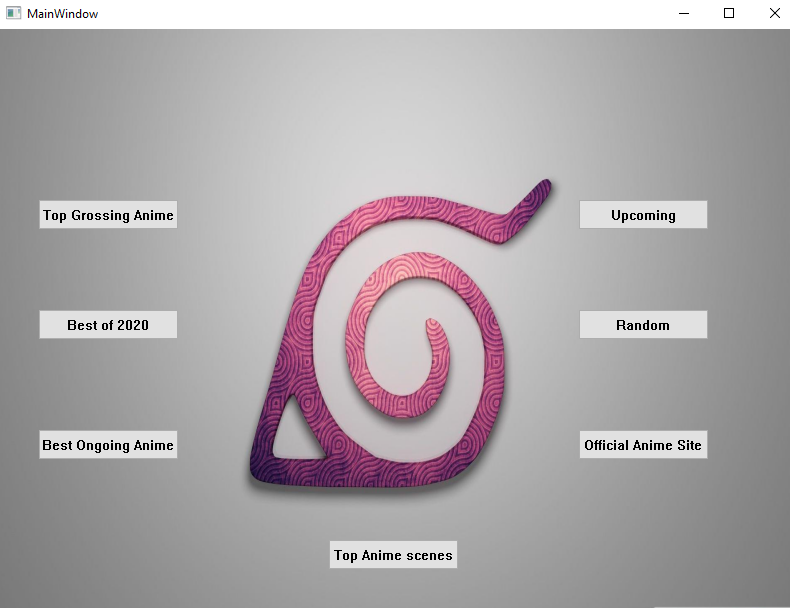 MainWindow
Top Grossing Anime
Upcoming
Best of 2020
Random
Best Ongoing Anime
Official Anime Site
Top Anime scenes